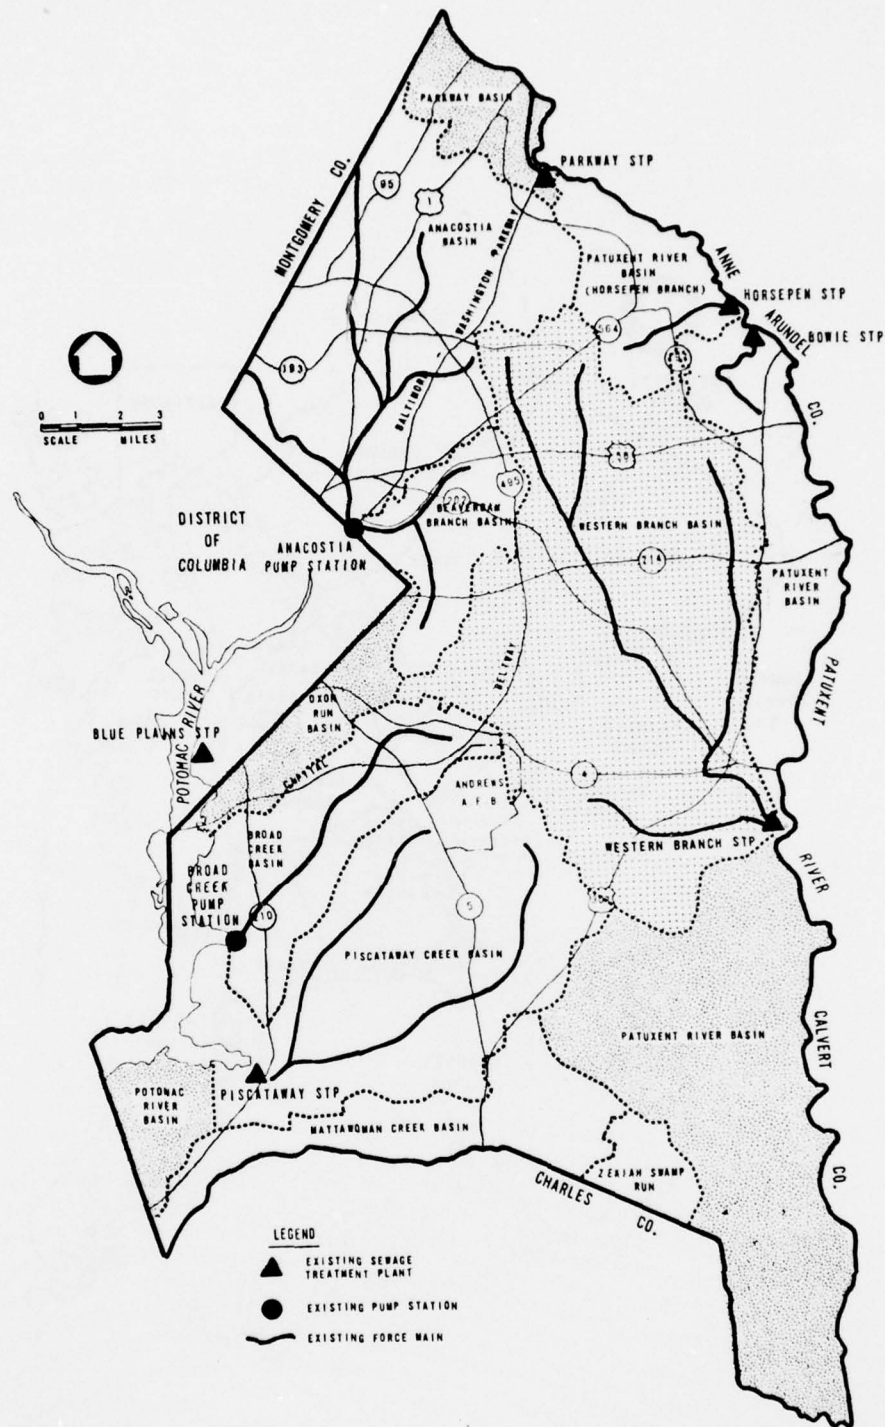 PARKWAY BASIN
PARKWAY STP
MONTGOMERY CO.
95
1
ANACOSTIA
BASIN
BALTIMORE - WASHINGTON PARKWAY
PATUXENT RIVER
BASIN
(HORSEPEN BRANCH)
ANNE ARUNDEL CO.
HORSEPEN STP
BOWIE STP
564
193
0 1 2 3
SCALE MILES
DISTRICT
OF
COLUMBIA
ANACOSTIA
PUMP STATION
202
BEAVERDAM
BRANCH BASIN
495
50
WESTERN BRANCH BASIN
214
PATUXENT
RIVER
BASIN
PATUXENT RIVER
CAPITAL BELTWAY
OXON
RUN
BASIN
POTOMAC RIVER
BLUE PLAINS STP
ANDREWS
A F B
4
WESTERN BRANCH STP
BROAD
CREEK
BASIN
BROAD
CREEK
PUMP
STATION
210
5
PISCATAWAY CREEK BASIN
PATUXENT RIVER BASIN
CALVERT CO.
POTOMAC
RIVER
BASIN
PISCATAWAY STP
MATTAWOMAN CREEK BASIN
ZEKIAH SWAMP
RUN
CHARLES CO.
LEGEND
EXISTING SEWAGE
TREATMENT PLANT
EXISTING PUMP STATION
EXISTING FORCE MAIN